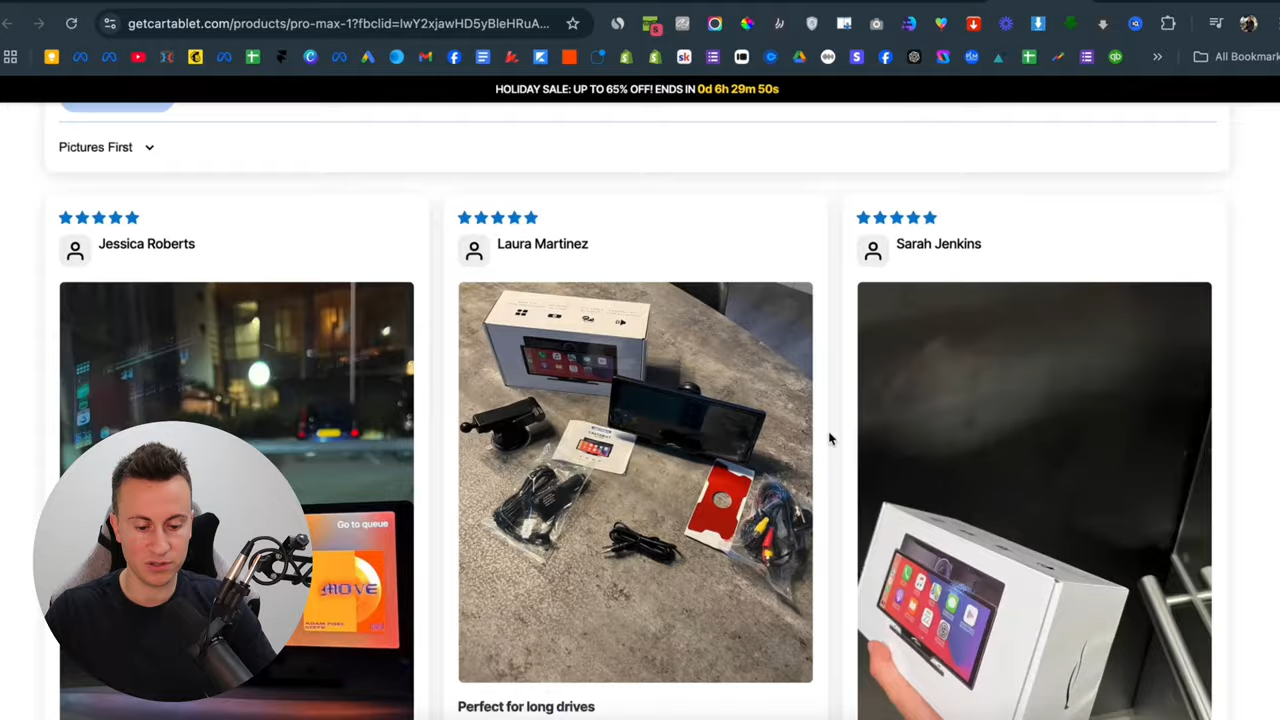 getcartablet.com/products/pro-max-1?fbclid=IwY2xjawHD5yBleHRuA...
All Bookmark
HOLIDAY SALE: UP TO 65% OFF! ENDS IN 0d 6h 29m 50s
Pictures First
Jessica Roberts
Laura Martinez
Sarah Jenkins
Go to queue
MOVE
Perfect for long drives